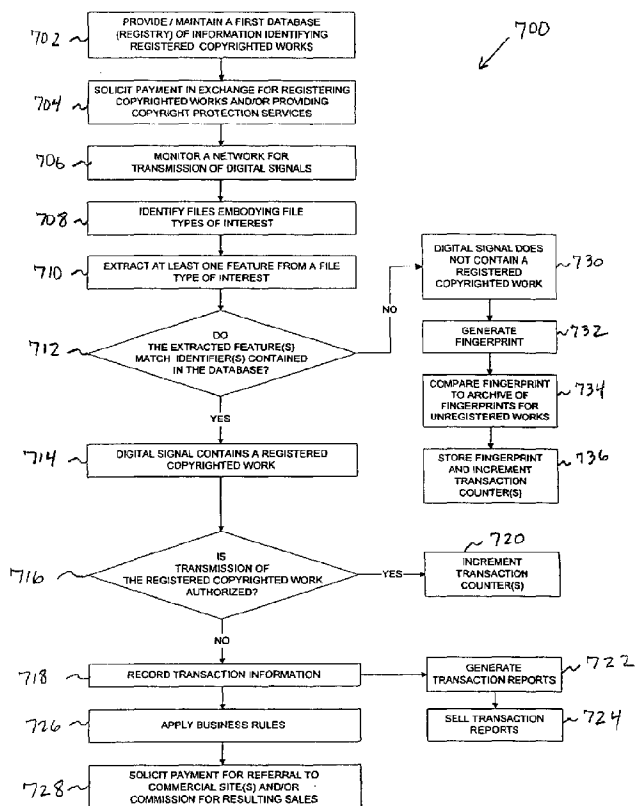 702
PROVIDE / MAINTAIN A FIRST DATABASE
(REGISTRY) OF INFORMATION IDENTIFYING
REGISTERED COPYRIGHTED WORKS
700
704
SOLICIT PAYMENT IN EXCHANGE FOR REGISTERING
COPYRIGHTED WORKS AND/OR PROVIDING
COPYRIGHT PROTECTION SERVICES
706
MONITOR A NETWORK FOR
TRANSMISSION OF DIGITAL SIGNALS
708
IDENTIFY FILES EMBODYING FILE
TYPES OF INTEREST
710
EXTRACT AT LEAST ONE FEATURE FROM A FILE
TYPE OF INTEREST
712
DO
THE EXTRACTED FEATURE(S)
MATCH IDENTIFIER(S) CONTAINED
IN THE DATABASE?
NO
DIGITAL SIGNAL DOES
NOT CONTAIN A
REGISTERED
COPYRIGHTED WORK
730
GENERATE
FINGERPRINT
732
COMPARE FINGERPRINT
TO ARCHIVE OF
FINGERPRINTS FOR
UNREGISTERED WORKS
734
STORE FINGERPRINT
AND INCREMENT
TRANSACTION
COUNTER(S)
736
YES
714
DIGITAL SIGNAL CONTAINS A REGISTERED
COPYRIGHTED WORK
716
IS
TRANSMISSION OF
THE REGISTERED COPYRIGHTED WORK
AUTHORIZED?
YES
720
INCREMENT
TRANSACTION
COUNTER(S)
NO
718
RECORD TRANSACTION INFORMATION
GENERATE
TRANSACTION REPORTS
722
SELL TRANSACTION
REPORTS
724
726
APPLY BUSINESS RULES
728
SOLICIT PAYMENT FOR REFERRAL TO
COMMERCIAL SITE(S) AND/OR
COMMISSION FOR RESULTING SALES